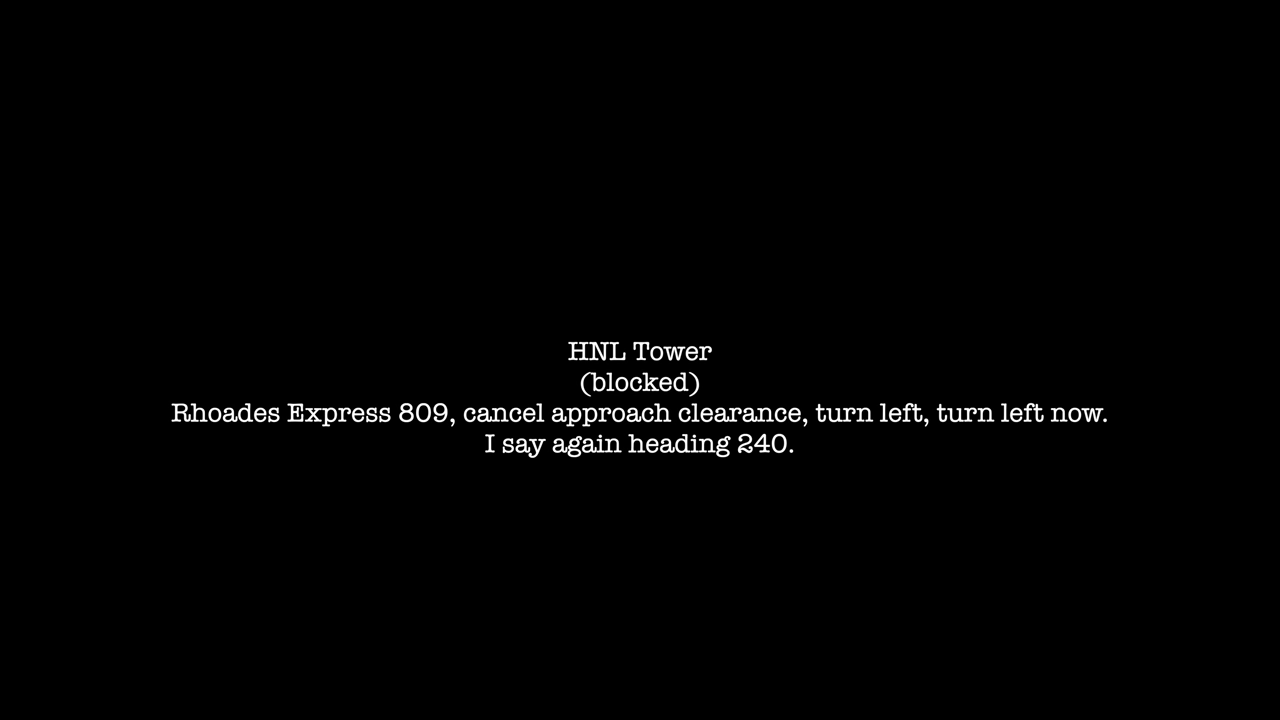 HNL Tower
(blocked)
Rhoades Express 809, cancel approach clearance, turn left, turn left now.
I say again heading 240.